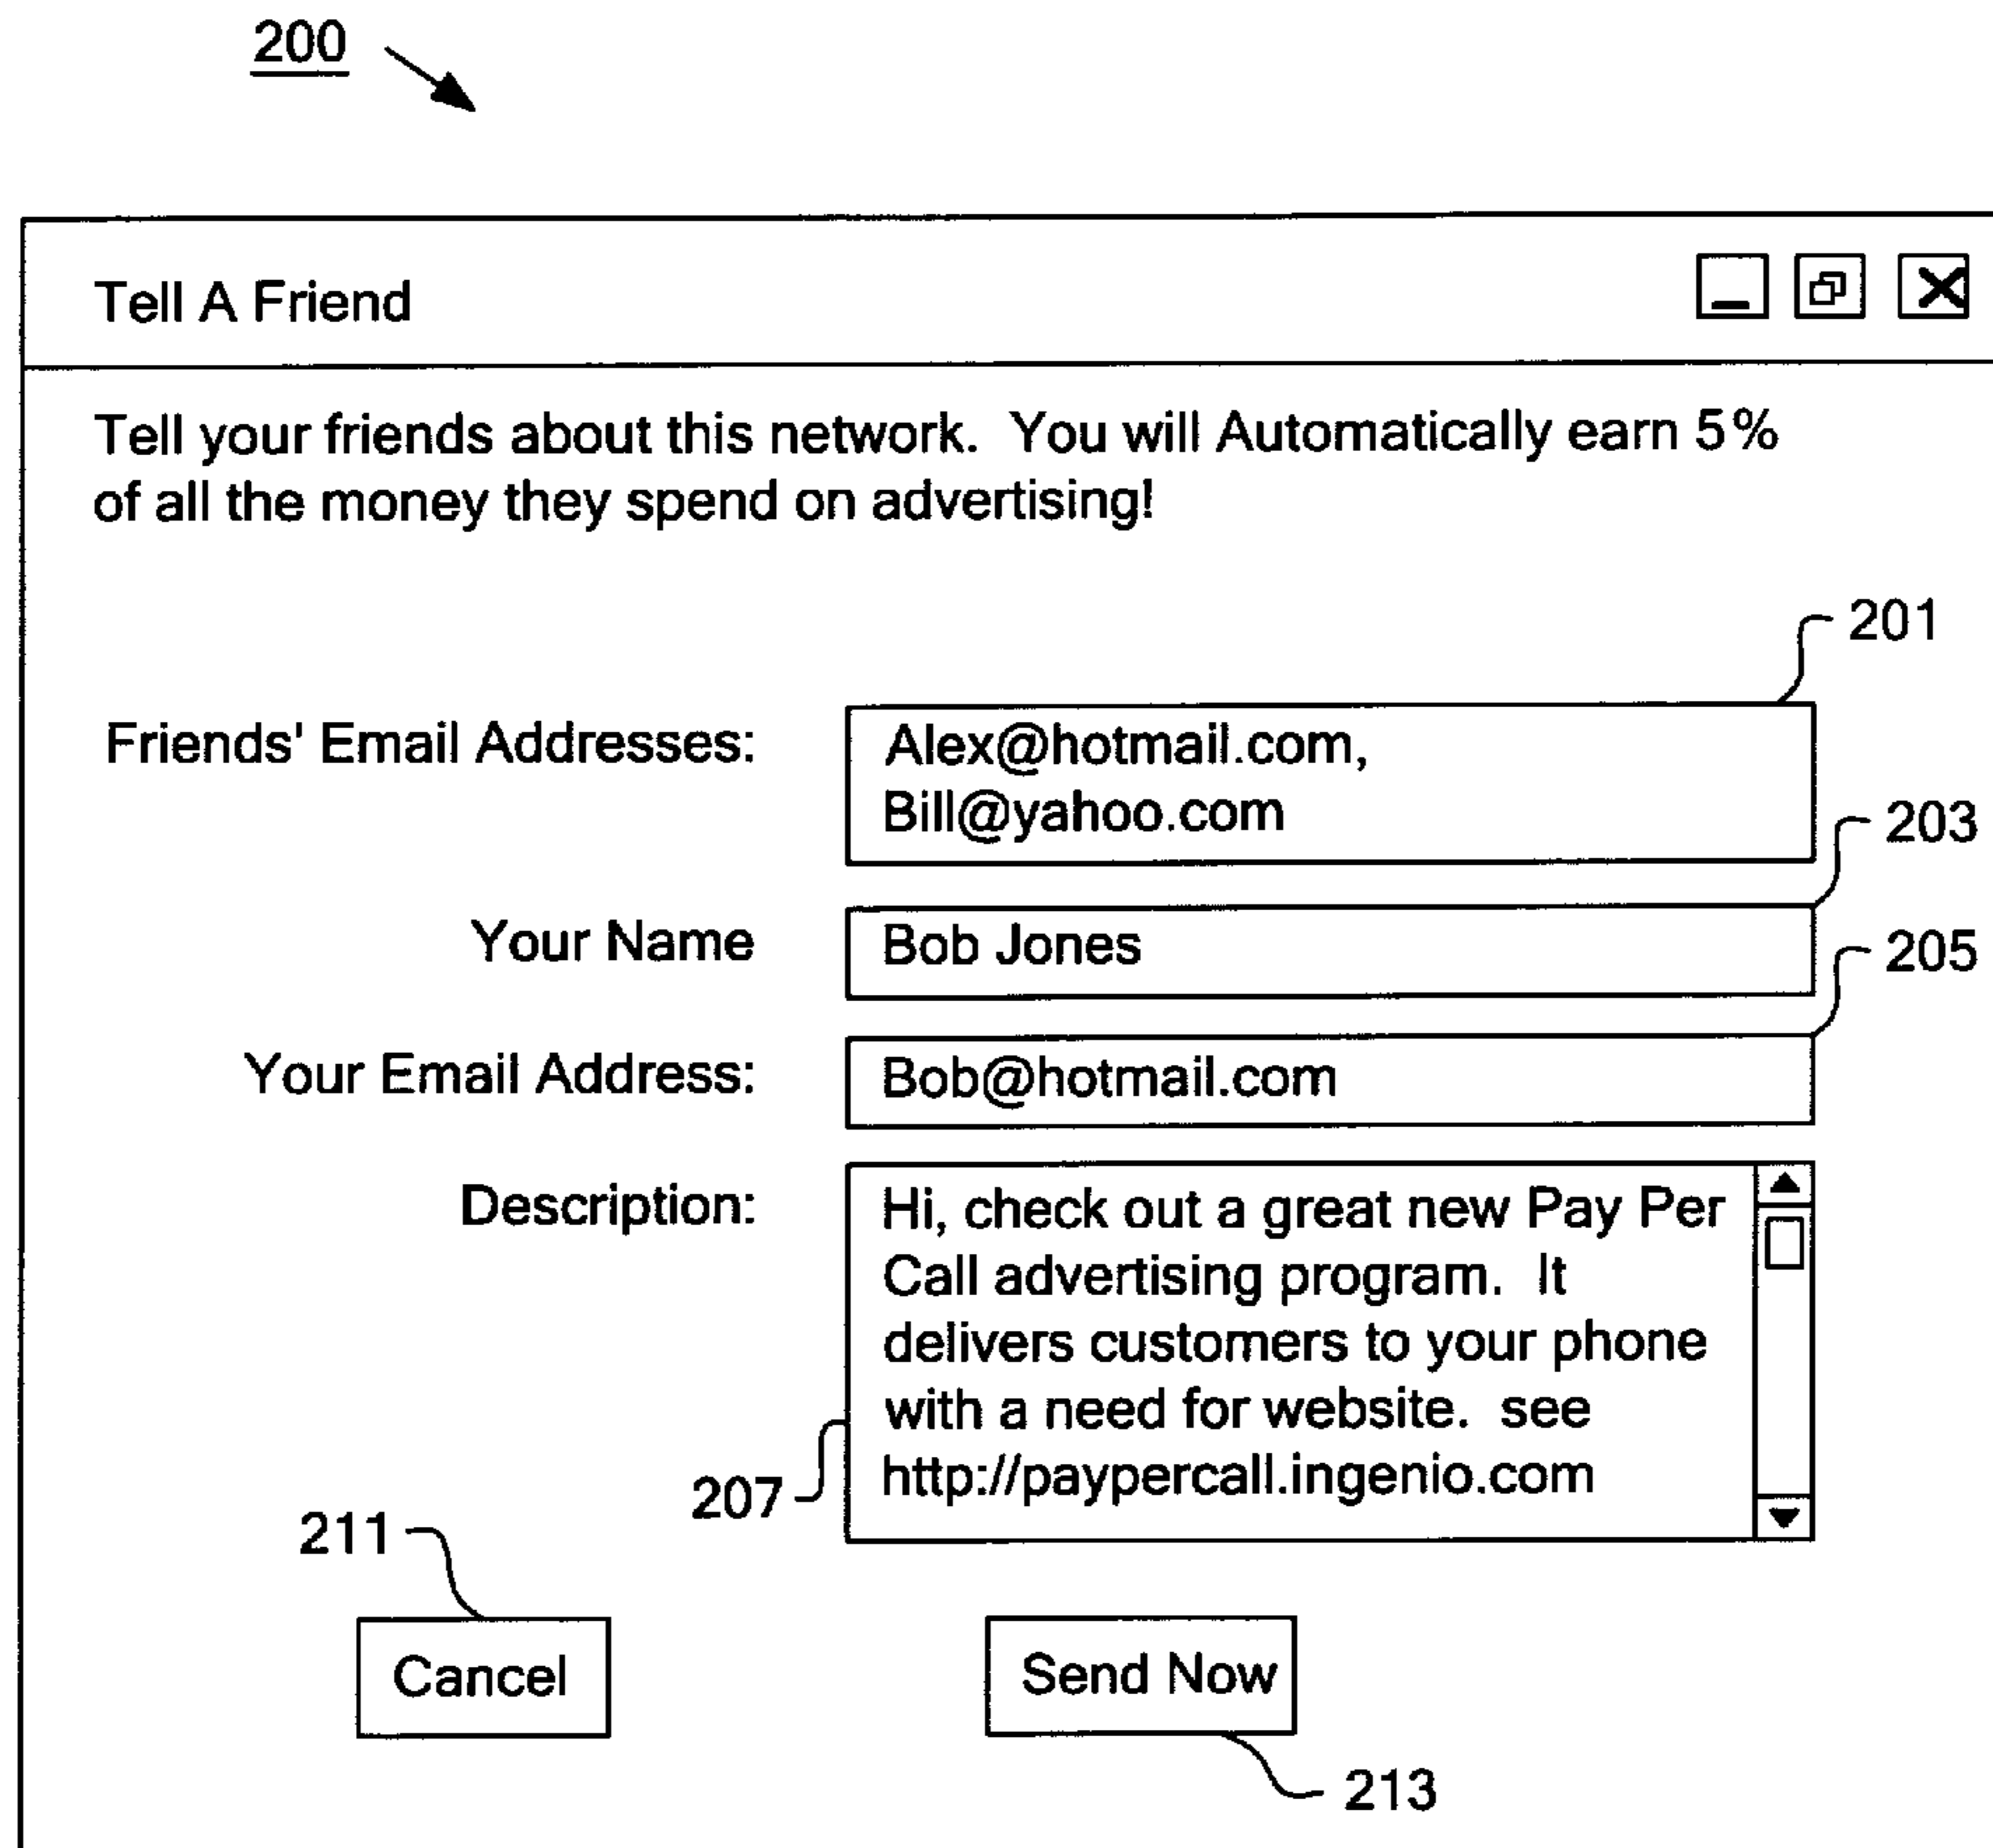 200
Tell A Friend
Tell your friends about this network. You will Automatically earn 5%
of all the money they spend on advertising!
201
Friends' Email Addresses:
Alex@hotmail.com,
Bill@yahoo.com
203
Your Name
Bob Jones
205
Your Email Address:
Bob@hotmail.com
Description:
Hi, check out a great new Pay Per
Call advertising program. It
delivers customers to your phone
with a need for website. see
http://paypercall.ingenio.com
207
211
Cancel
Send Now
213